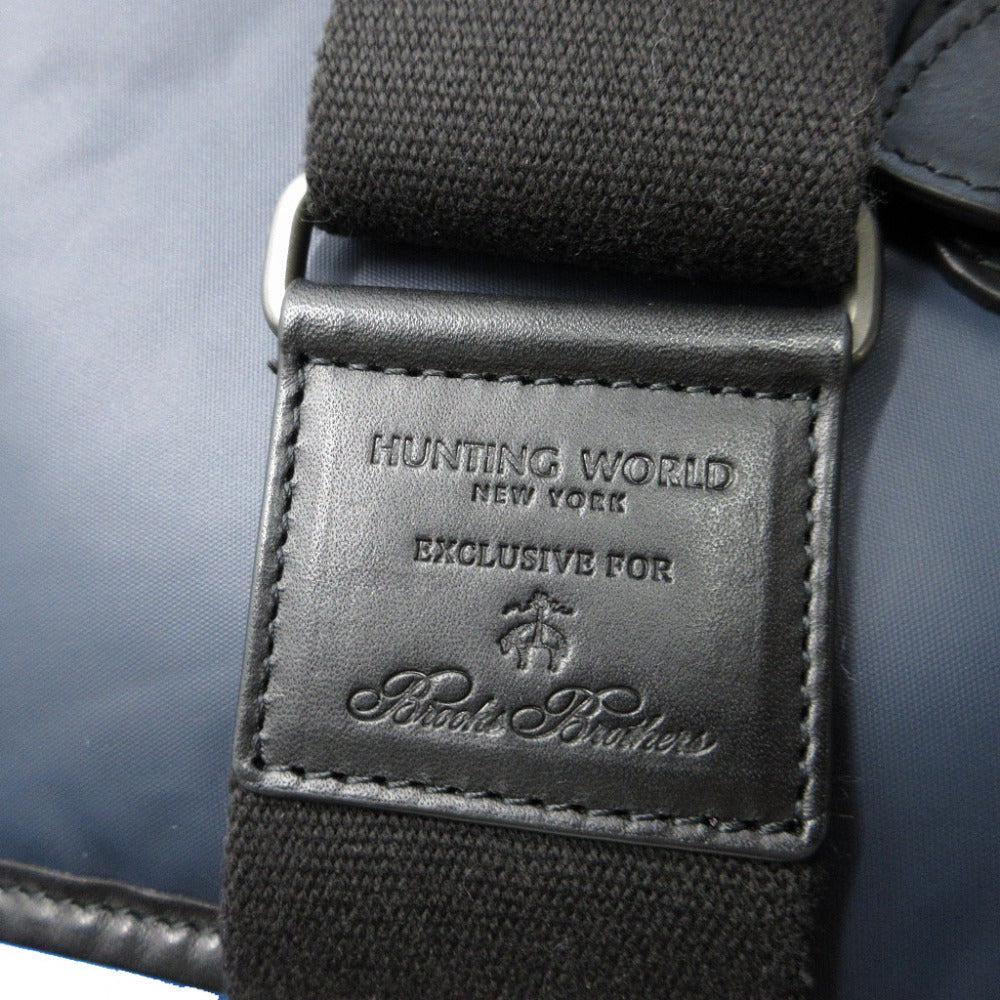 HUNTING WORLD
NEW YORK
EXCLUSIVE FOR
Brooks Brothers